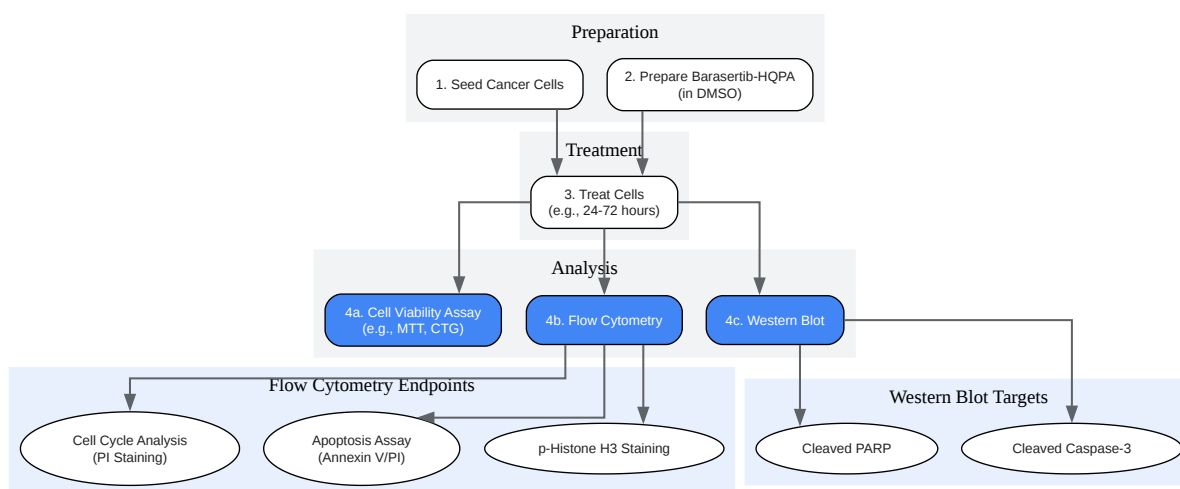 Preparation
1. Seed Cancer Cells
2. Prepare Barasertib-HQPA
(in DMSO)
Treatment
3. Treat Cells
(e.g., 24-72 hours)
Analysis
4a. Cell Viability Assay
(e.g., MTT, CTG)
4b. Flow Cytometry
4c. Western Blot
Flow Cytometry Endpoints
Cell Cycle Analysis
(PI Staining)
Apoptosis Assay
(Annexin V/PI)
p-Histone H3 Staining
Western Blot Targets
Cleaved PARP
Cleaved Caspase-3